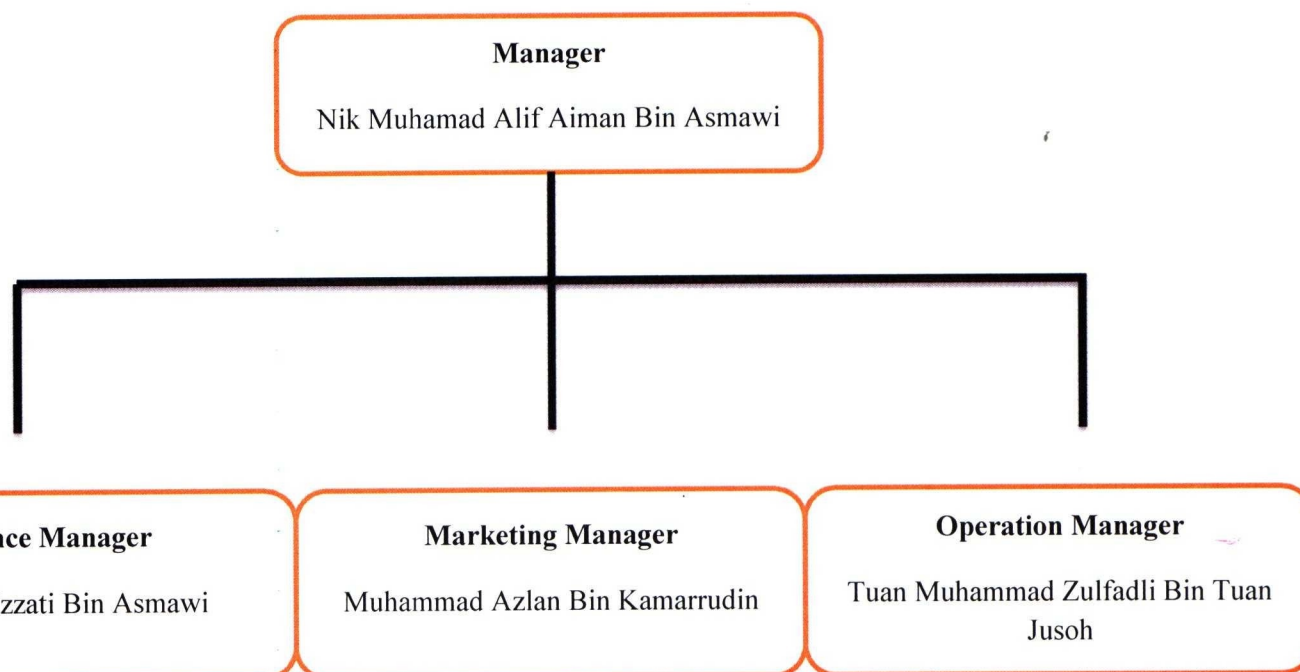 Manager
Nik Muhamad Alif Aiman Bin Asmawi
Manager
Bin Asmawi
Marketing Manager
Muhammad Azlan Bin Kamarrudin
Operation Manager
Tuan Muhammad Zulfadli Bin Tuan
Jusoh